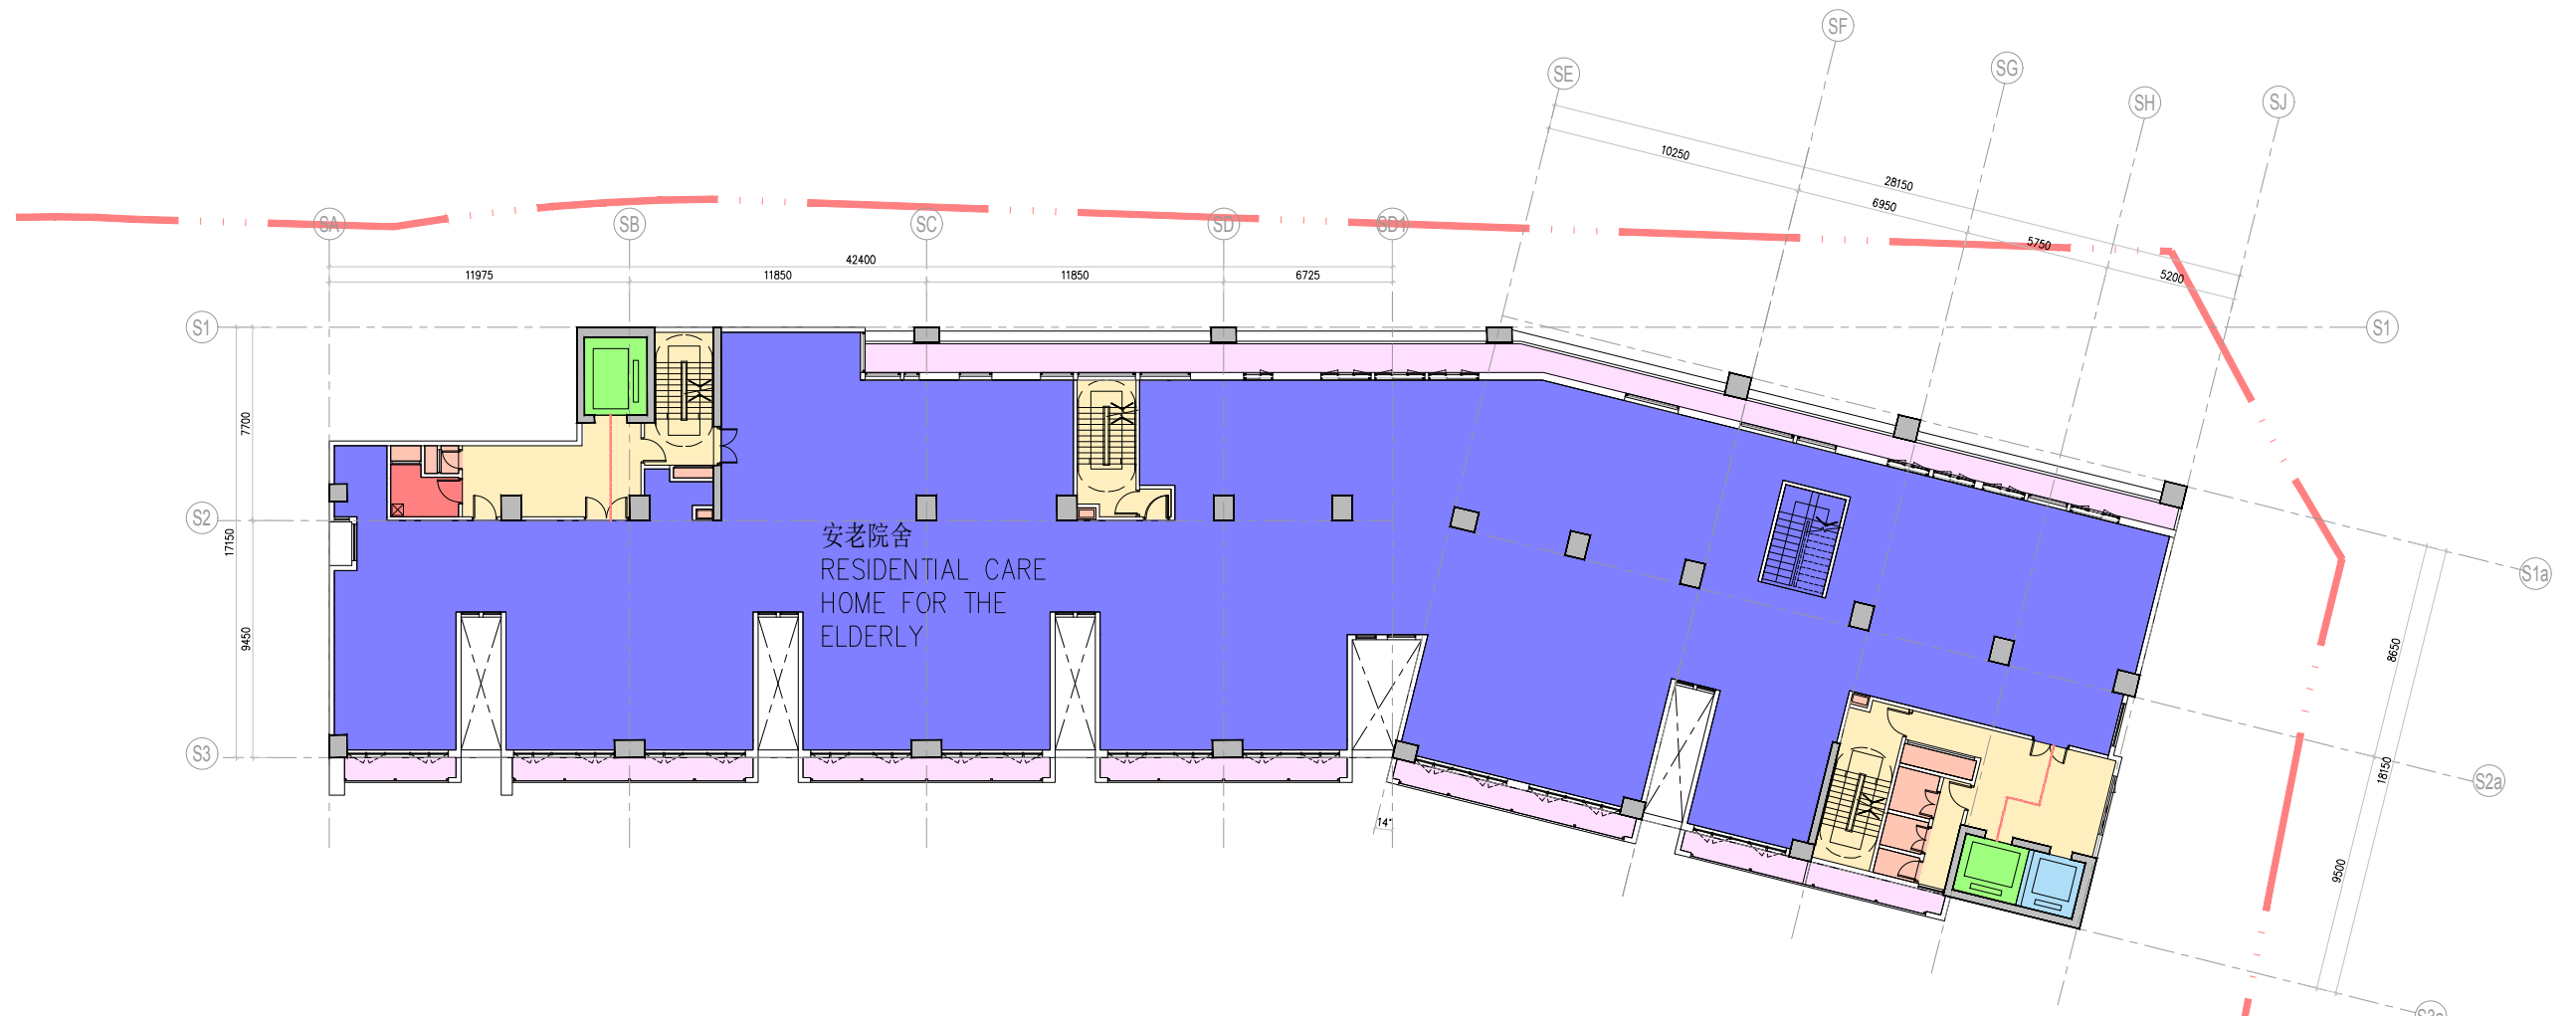 SF
SE
SG
SH
SJ
10250
28150
6950
5750
5200
SA
SB
SC
SD
SD1
42400
11975
11850
11850
6725
S1
S1
7700
17150
S2
9450
S3
安老院舍
RESIDENTIAL CARE
HOME FOR THE
ELDERLY
S1a
8650
18150
S2a
14°
9500